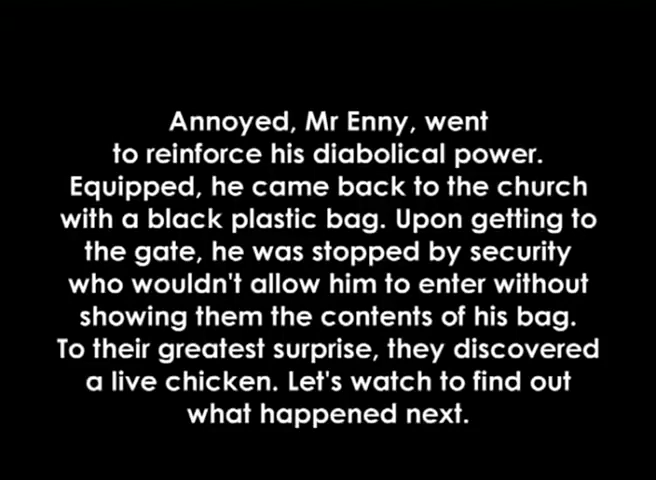 Annoyed, Mr Enny, went
to reinforce his diabolical power.
Equipped, he came back to the church
with a black plastic bag. Upon getting to
the gate, he was stopped by security
who wouldn't allow him to enter without
showing them the contents of his bag.
To their greatest surprise, they discovered
a live chicken. Let's watch to find out
what happened next.